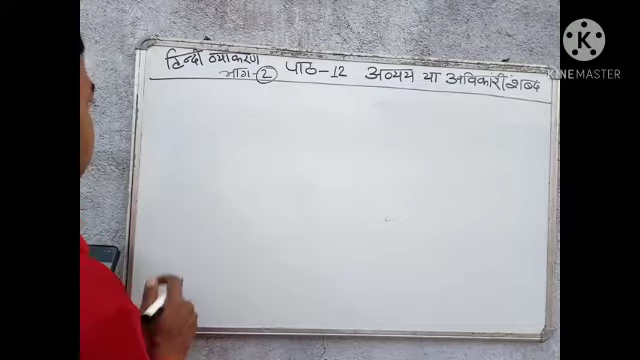 हिन्दी व्याकरण
भाग-2 पाठ-12 अव्यय या अविकारी शब्द
KINEMASTER